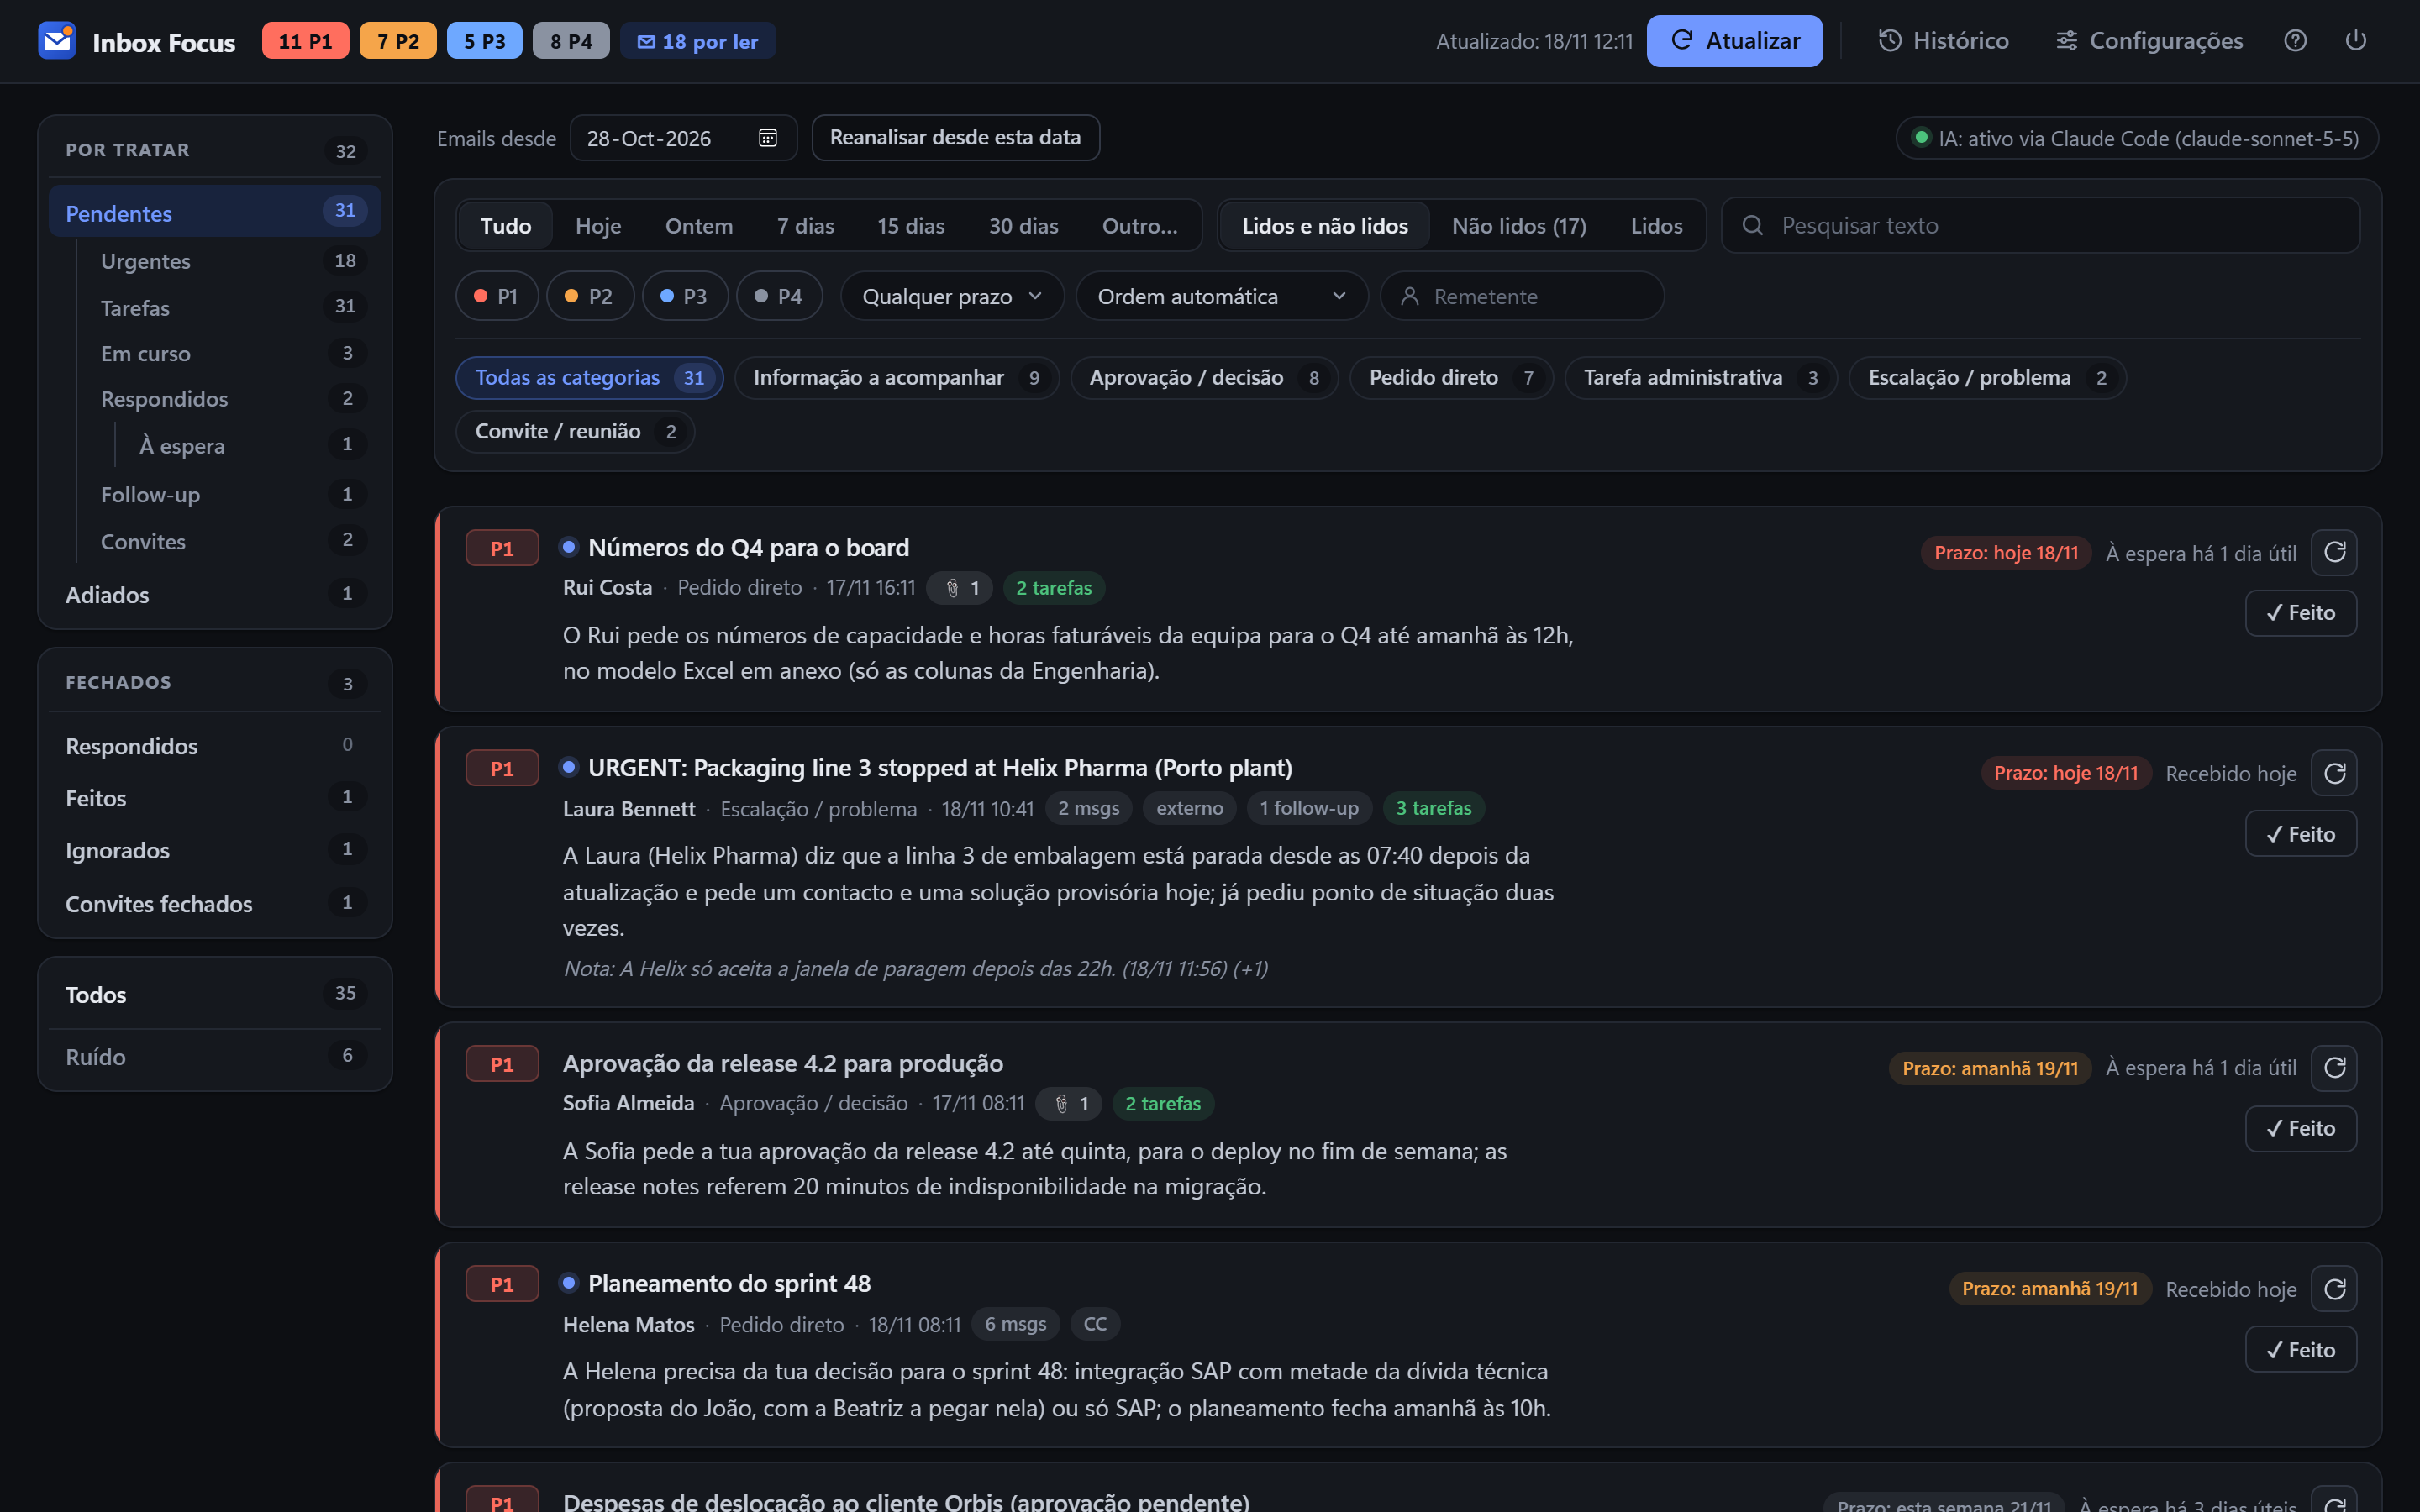 Inbox Focus
11 P1
7 P2
5 P3
8 P4
18 por ler
Atualizado: 18/11 12:11
Atualizar
Histórico
Configurações
POR TRATAR 32
Pendentes 31
Urgentes 18
Tarefas 31
Em curso 3
Respondidos 2
À espera 1
Follow-up 1
Convites 2
Adiados 1
FECHADOS 3
Respondidos 0
Feitos 1
Ignorados 1
Convites fechados 1
Todos 35
Ruído 6
Emails desde 28-Oct-2026 Reanalisar desde esta data
IA: ativo via Claude Code (claude-sonnet-5-5)
Tudo Hoje Ontem 7 dias 15 dias 30 dias Outro...
Lidos e não lidos Não lidos (17) Lidos
Pesquisar texto
P1 P2 P3 P4 Qualquer prazo Ordem automática Remetente
Todas as categorias 31 Informação a acompanhar 9 Aprovação / decisão 8 Pedido direto 7 Tarefa administrativa 3 Escalação / problema 2
Convite / reunião 2
P1 Números do Q4 para o board
Prazo: hoje 18/11 À espera há 1 dia útil
Rui Costa · Pedido direto · 17/11 16:11 1 2 tarefas
✓ Feito
O Rui pede os números de capacidade e horas faturáveis da equipa para o Q4 até amanhã às 12h,
no modelo Excel em anexo (só as colunas da Engenharia).
P1 URGENT: Packaging line 3 stopped at Helix Pharma (Porto plant)
Prazo: hoje 18/11 Recebido hoje
Laura Bennett · Escalação / problema · 18/11 10:41 2 msgs externo 1 follow-up 3 tarefas
✓ Feito
A Laura (Helix Pharma) diz que a linha 3 de embalagem está parada desde as 07:40 depois da
atualização e pede um contacto e uma solução provisória hoje; já pediu ponto de situação duas
vezes.
Nota: A Helix só aceita a janela de paragem depois das 22h. (18/11 11:56) (+1)
P1 Aprovação da release 4.2 para produção
Prazo: amanhã 19/11 À espera há 1 dia útil
Sofia Almeida · Aprovação / decisão · 17/11 08:11 1 2 tarefas
✓ Feito
A Sofia pede a tua aprovação da release 4.2 até quinta, para o deploy no fim de semana; as
release notes referem 20 minutos de indisponibilidade na migração.
P1 Planeamento do sprint 48
Prazo: amanhã 19/11 Recebido hoje
Helena Matos · Pedido direto · 18/11 08:11 6 msgs CC
✓ Feito
A Helena precisa da tua decisão para o sprint 48: integração SAP com metade da dívida técnica
(proposta do João, com a Beatriz a pegar nela) ou só SAP; o planeamento fecha amanhã às 10h.
P1 Despesas de deslocação ao cliente Orbis (aprovação pendente)
Prazo: esta semana 21/11 À espera há 3 dias úteis